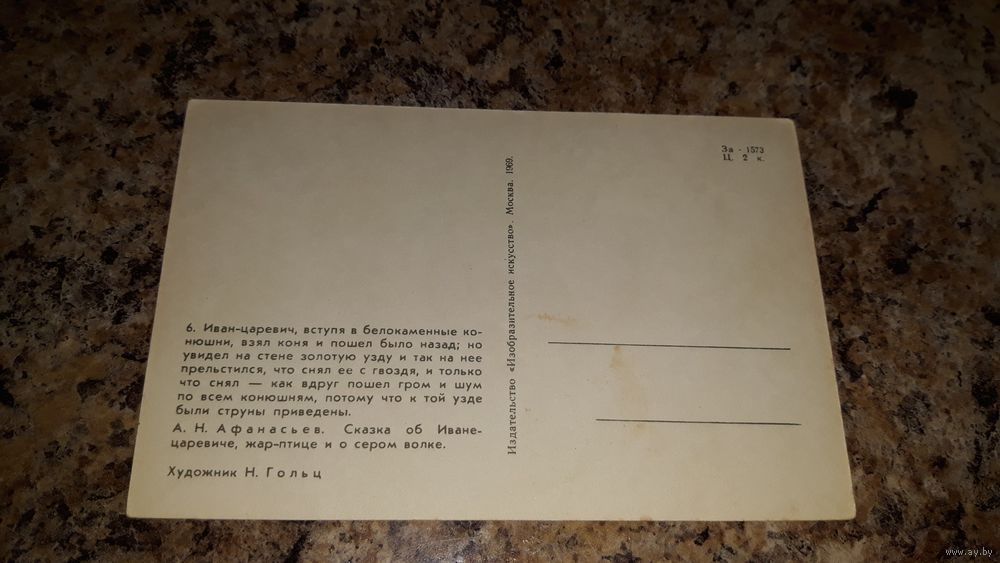 6. Иван-царевич, вступя в белокаменные ко-
нюшни, взял коня и пошел было назад; но
увидел на стене золотую узду и так на нее
прельстился, что снял ее с гвоздя, и только
что снял — как вдруг пошел гром и шум
по всем конюшням, потому что к той узде
были струны приведены.
А. Н. Афанасьев. Сказка об Иване-
царевиче, жар-птице и о сером волке.
Художник Н. Гольц
Издательство «Изобразительное искусство». Москва. 1969.
За - 1573
Ц. 2 к.
www.ay.by